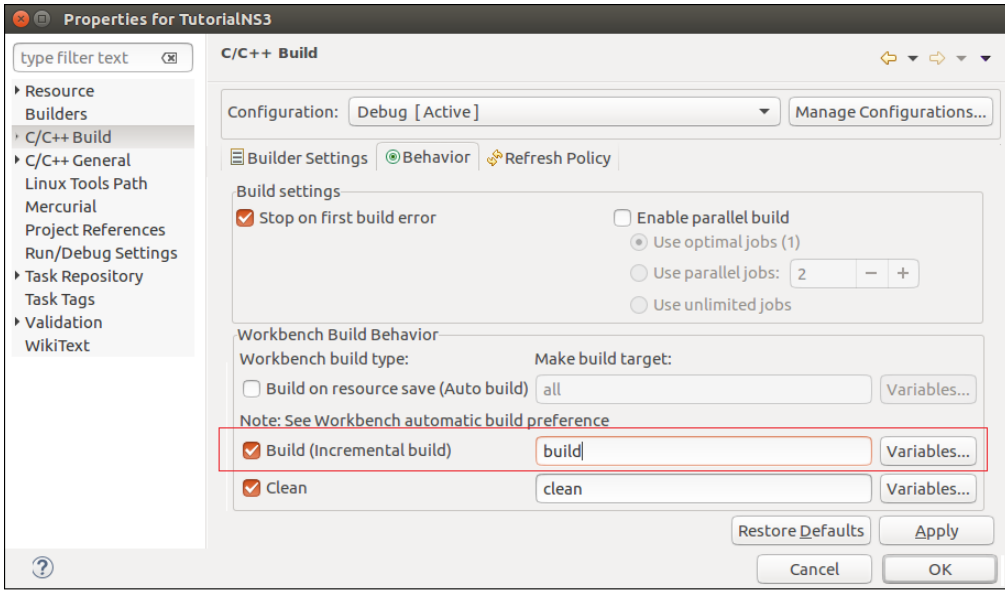 Properties for TutorialNS3
type filter text
Resource
Builders
C/C++ Build
C/C++ General
Linux Tools Path
Mercurial
Project References
Run/Debug Settings
Task Repository
Task Tags
Validation
WikiText
C/C++ Build
Configuration: Debug [Active] Manage Configurations...
Builder Settings Behavior Refresh Policy
Build settings
Stop on first build error Enable parallel build
Use optimal jobs (1)
Use parallel jobs: 2 − +
Use unlimited jobs
Workbench Build Behavior
Workbench build type: Make build target:
Build on resource save (Auto build) all Variables...
Note: See Workbench automatic build preference
Build (Incremental build) build Variables...
Clean clean Variables...
Restore Defaults Apply
? Cancel OK